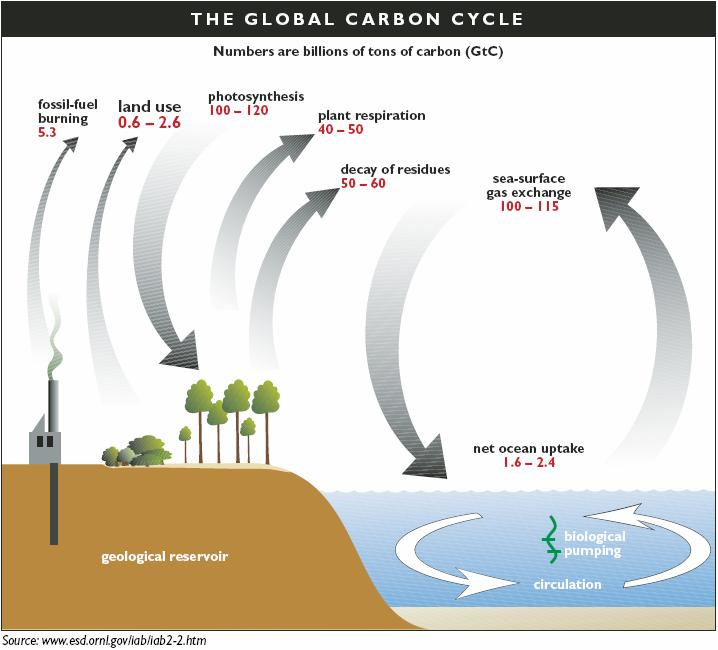 THE GLOBAL CARBON CYCLE
Numbers are billions of tons of carbon (GtC)
fossil-fuel
burning
5.3
land use
0.6 – 2.6
photosynthesis
100 – 120
plant respiration
40 – 50
decay of residues
50 – 60
sea-surface
gas exchange
100 – 115
net ocean uptake
1.6 – 2.4
geological reservoir
biological
pumping
circulation
Source: www.esd.ornl.gov/iab/iab2-2.htm